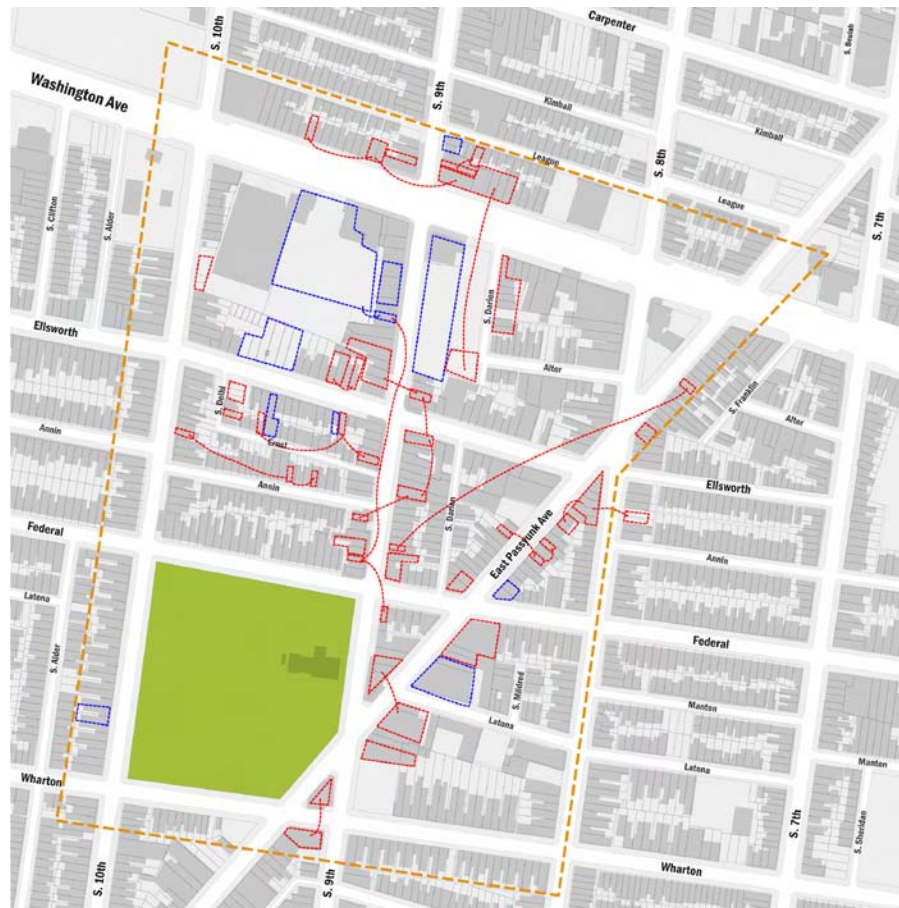 Carpenter
S. 10th
S. Beulah
S. 9th
Washington Ave
Kimball
Kimball
League
S. 8th
League
S. 7th
S. Clifton
S. Alder
S. Darien
Ellsworth
Alter
S. Franklin
Alter
S. Delhi
Annin
Ernst
Annin
Ellsworth
S. Darien
Federal
East Passyunk Ave
Annin
Latona
Federal
S. Alder
S. Mildred
Manton
Latona
Latona
Manton
Wharton
S. 7th
S. Sheridan
S. 10th
S. 9th
Wharton